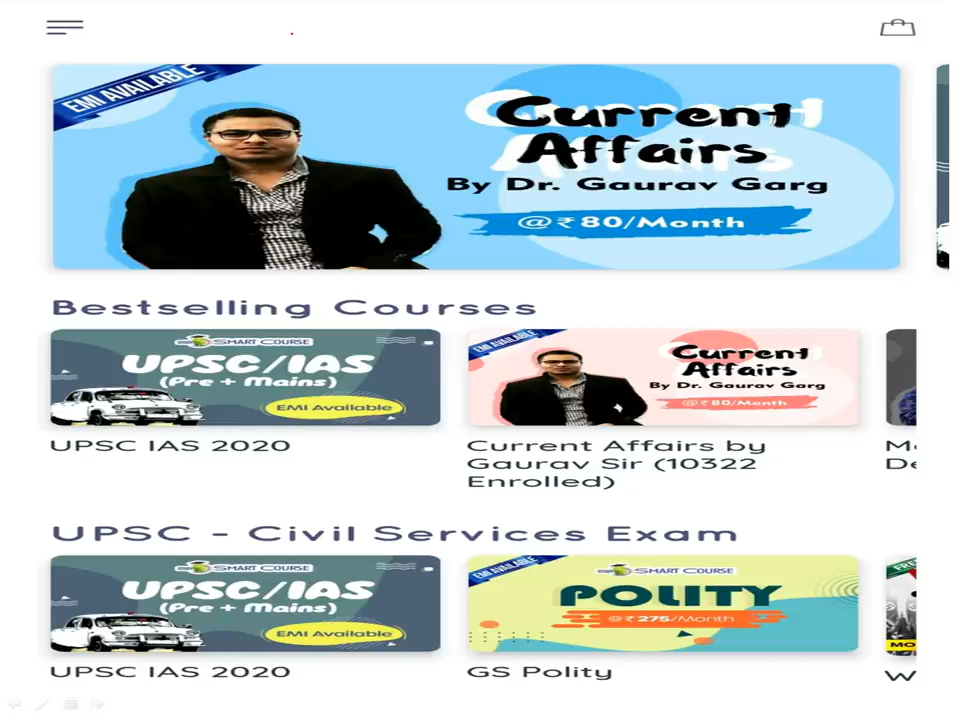 EMI AVAILABLE
Current
Affairs
By Dr. Gaurav Garg
@₹ 80/Month
Bestselling Courses
SMART COURSE
UPSC/IAS
(Pre + Mains)
EMI Available
UPSC IAS 2020
EMI AVAILABLE
Current
Affairs
By Dr. Gaurav Garg
@₹80/Month
Current Affairs by
Gaurav Sir (10322
Enrolled)
UPSC - Civil Services Exam
SMART COURSE
UPSC/IAS
(Pre + Mains)
EMI Available
UPSC IAS 2020
EMI AVAILABLE
SMART COURSE
POLITY
@₹ 275/Month
GS Polity